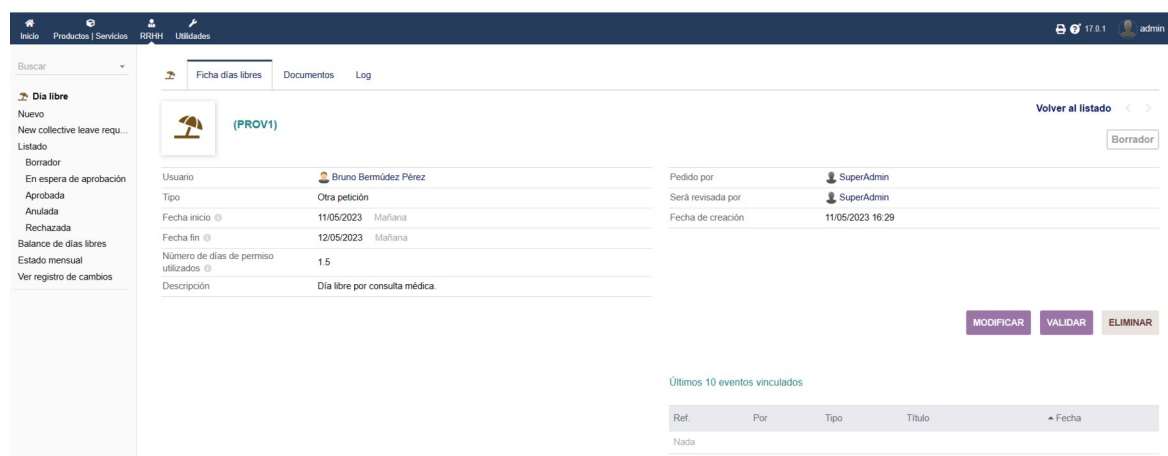 Inicio Productos | Servicios RRHH Utilidades 17.0.1 admin
Buscar
Día libre
Nuevo
New collective leave requ...
Listado
Borrador
En espera de aprobación
Aprobada
Anulada
Rechazada
Balance de días libres
Estado mensual
Ver registro de cambios
Ficha días libres Documentos Log
(PROV1)
Volver al listado
Borrador
Usuario Bruno Bermúdez Pérez
Tipo Otra petición
Fecha inicio 11/05/2023 Mañana
Fecha fin 12/05/2023 Mañana
Número de días de permiso
utilizados 1.5
Descripción Día libre por consulta médica.
Pedido por SuperAdmin
Será revisada por SuperAdmin
Fecha de creación 11/05/2023 16:29
MODIFICAR VALIDAR ELIMINAR
Últimos 10 eventos vinculados
Ref. Por Tipo Título Fecha
Nada